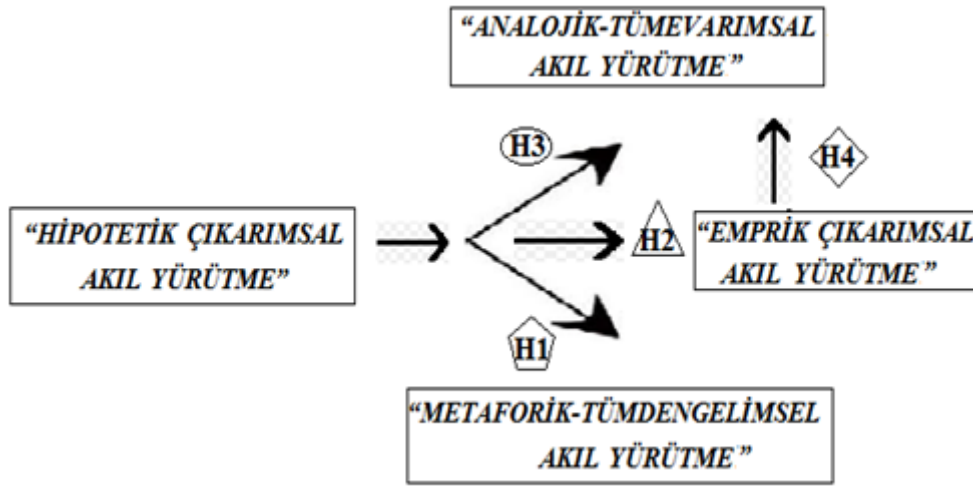 “ANALOJİK-TÜMEVARIMSAL
AKIL YÜRÜTME”
H3
H4
“HİPOTETİK ÇIKARIMSAL
AKIL YÜRÜTME”
H2
“EMPRİK ÇIKARIMSAL
AKIL YÜRÜTME”
H1
“METAFORİK-TÜMDENGELİMSEL
AKIL YÜRÜTME”